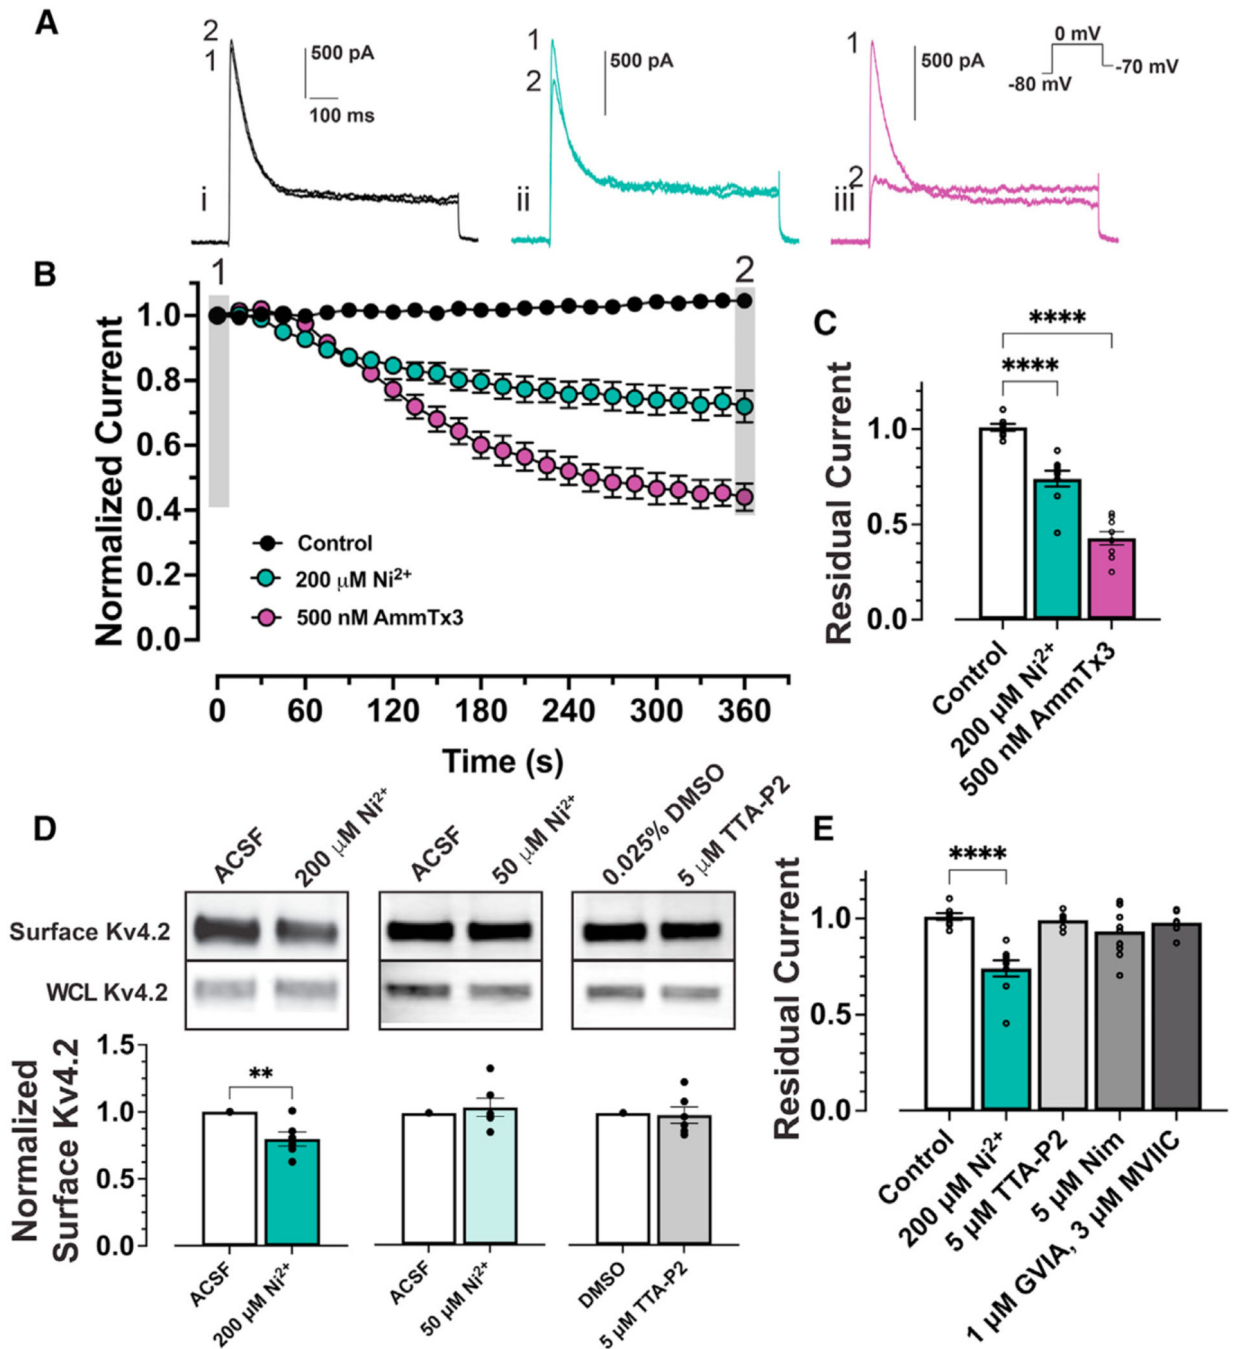 A
2
1
500 pA
100 ms
i
1
2
500 pA
ii
1
2
500 pA
iii
0 mV
-80 mV
-70 mV
B
1
2
Normalized Current
1.0
0.8
0.6
0.4
0.2
0.0
Control
200 μM Ni2+
500 nM AmmTx3
0 60 120 180 240 300 360
Time (s)
C
****
****
Residual Current
1.0
0.5
0.0
Control
200 μM Ni2+
500 nM AmmTx3
D
ACSF
200 μM Ni2+
ACSF
50 μM Ni2+
0.025% DMSO
5 μM TTA-P2
Surface Kv4.2
WCL Kv4.2
Normalized
Surface Kv4.2
1.5
1.0
0.5
0.0
**
ACSF
200 μM Ni2+
ACSF
50 μM Ni2+
DMSO
5 μM TTA-P2
E
****
Residual Current
1.0
0.5
0.0
Control
200 μM Ni2+
5 μM TTA-P2
5 μM Nim
1 μM GVIA, 3 μM MVIIC